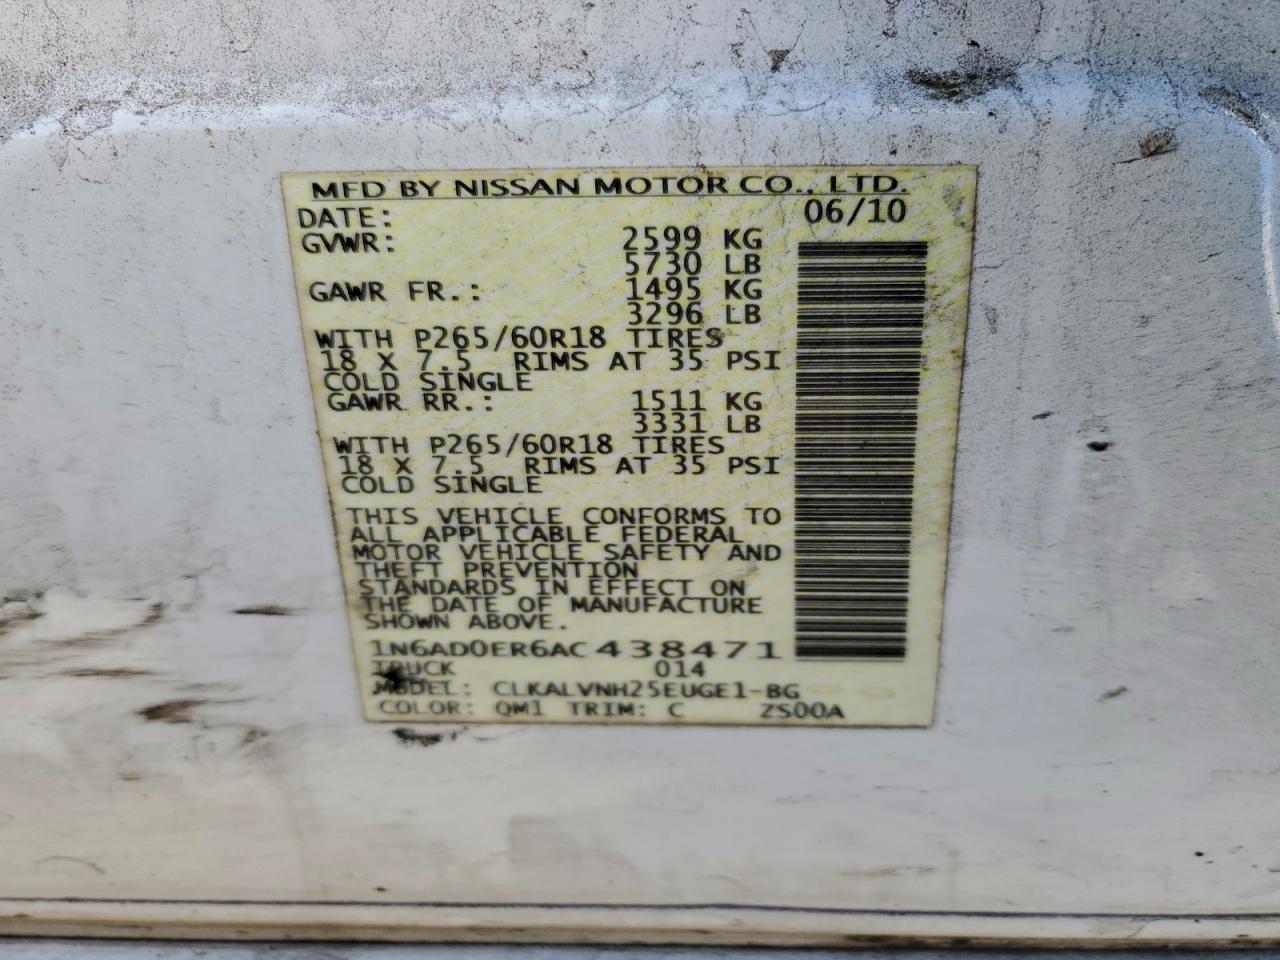 MFD BY NISSAN MOTOR CO., LTD.
DATE: 06/10
GVWR: 2599 KG
5730 LB
GAWR FR.: 1495 KG
3296 LB
WITH P265/60R18 TIRES
18 X 7.5 RIMS AT 35 PSI
COLD SINGLE
GAWR RR.: 1511 KG
3331 LB
WITH P265/60R18 TIRES
18 X 7.5 RIMS AT 35 PSI
COLD SINGLE
THIS VEHICLE CONFORMS TO
ALL APPLICABLE FEDERAL
MOTOR VEHICLE SAFETY AND
THEFT PREVENTION
STANDARDS IN EFFECT ON
THE DATE OF MANUFACTURE
SHOWN ABOVE.
1N6AD0ER6AC438471
TRUCK 014
MODEL: CLKALVNH25EUGE1-BG
COLOR: QM1 TRIM: C ZS00A